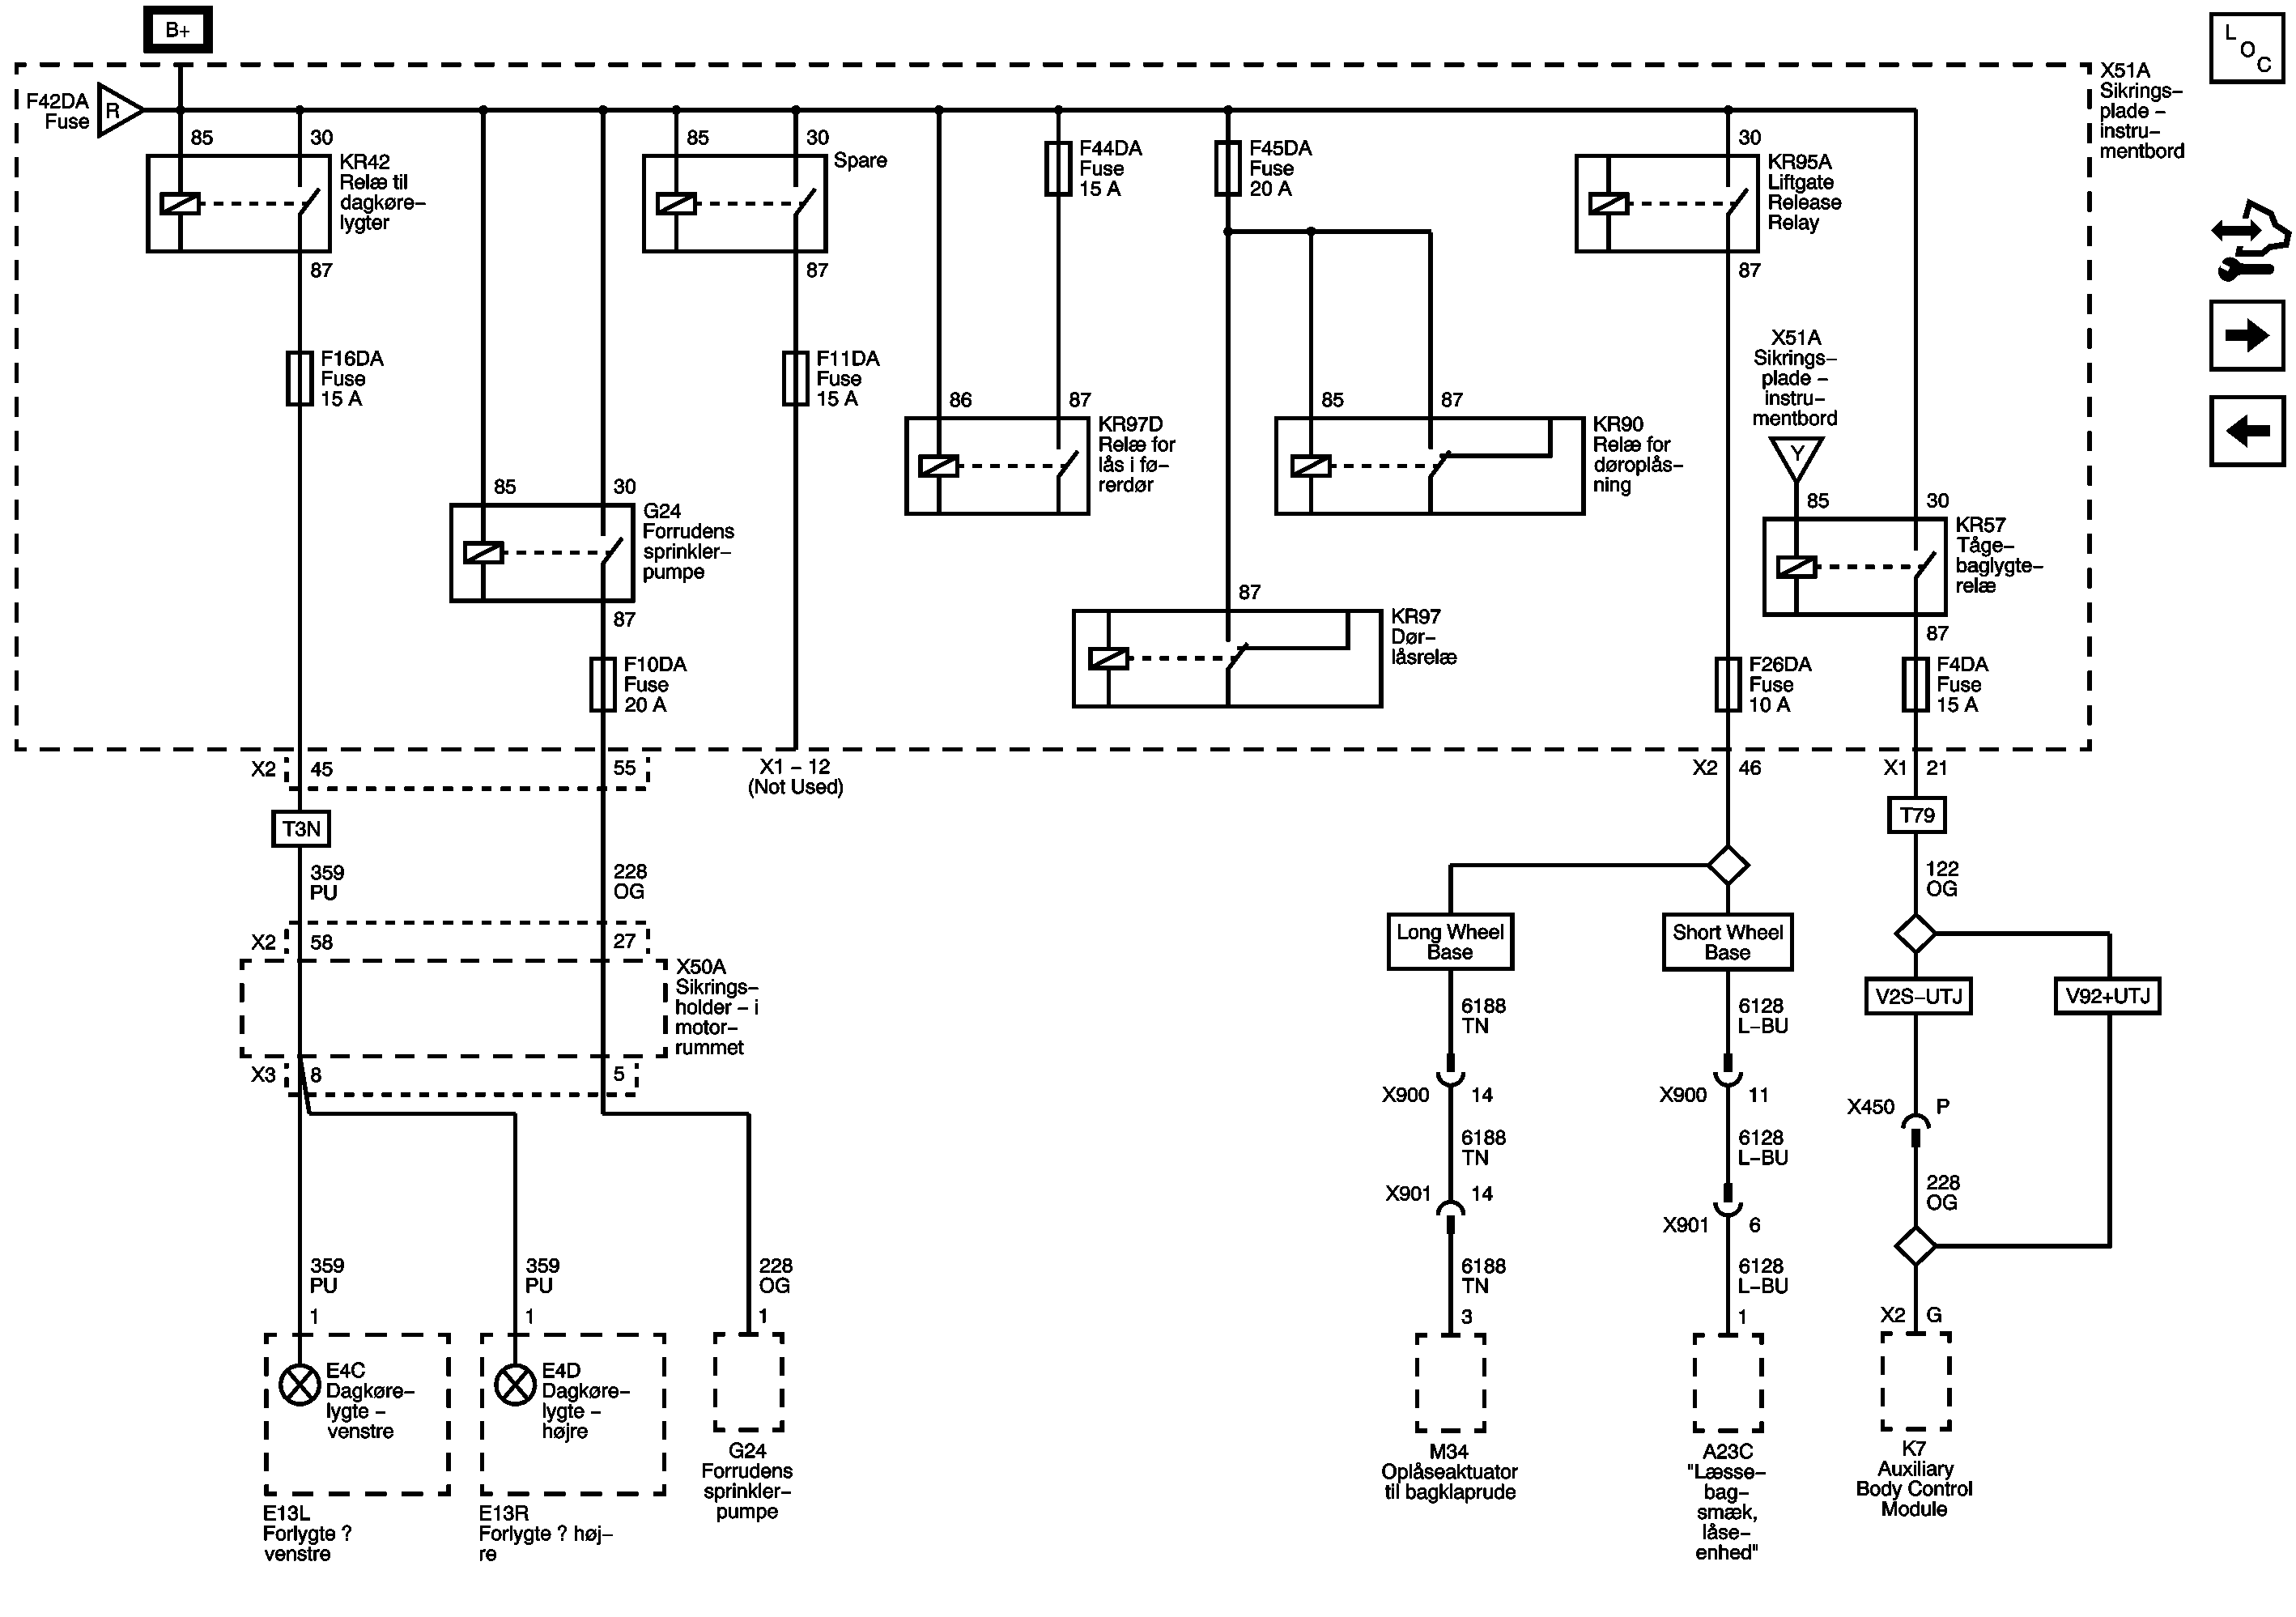 B+
L
O
C
X51A
Sikrings-
plade -
instru-
mentbord
F42DA
Fuse
R
85
30
KR42
Relæ til
dagkøre-
lygter
87
F16DA
Fuse
15 A
85
30
G24
Forrudens
sprinkler-
pumpe
87
F10DA
Fuse
20 A
85
30
Spare
87
F11DA
Fuse
15 A
F44DA
Fuse
15 A
86
87
KR97D
Relæ for
lås i fø-
rerdør
F45DA
Fuse
20 A
85
87
KR90
Relæ for
døroplås-
ning
87
KR97
Dør-
låsrelæ
30
KR95A
Liftgate
Release
Relay
87
X51A
Sikrings-
plade -
instru-
mentbord
Y
85
30
KR57
Tåge-
baglygte-
relæ
87
F26DA
Fuse
10 A
F4DA
Fuse
15 A
X2
45
55
X1 - 12
(Not Used)
X2
46
X1
21
T3N
T79
359
PU
228
OG
122
OG
X2
58
27
X50A
Sikrings-
holder - i
motor-
rummet
X3
8
5
Long Wheel
Base
Short Wheel
Base
V2S-UTJ
V92+UTJ
6188
TN
6128
L-BU
X900
14
X900
11
X450
P
6188
TN
6128
L-BU
X901
14
X901
6
228
OG
359
PU
359
PU
228
OG
6188
TN
6128
L-BU
1
1
1
3
1
X2
G
E4C
Dagkøre-
lygte -
venstre
E4D
Dagkøre-
lygte -
højre
E13L
Forlygte ?
venstre
E13R
Forlygte ? høj-
re
G24
Forrudens
sprinkler-
pumpe
M34
Oplåseaktuator
til bagklaprude
A23C
"Læsse-
bag-
smæk,
låse-
enhed"
K7
Auxiliary
Body Control
Module